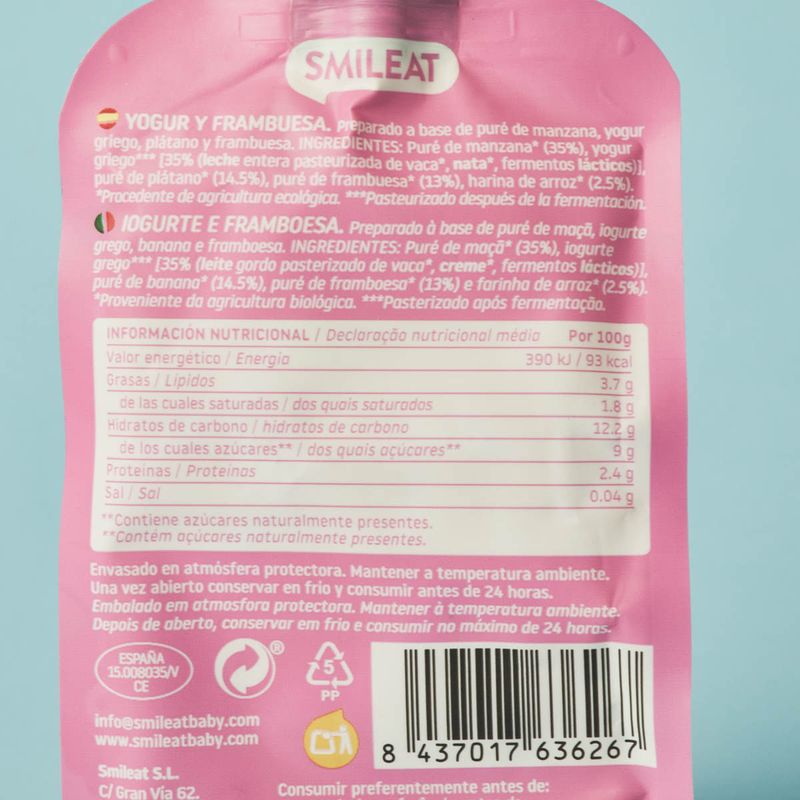 SMILEAT
YOGUR Y FRAMBUESA. Preparado a base de puré de manzana, yogur
griego, plátano y frambuesa. INGREDIENTES: Puré de manzana* (35%), yogur
griego*** [35% (leche entera pasteurizada de vaca*, nata*, fermentos lácticos)],
puré de plátano* (14.5%), puré de frambuesa* (13%), harina de arroz* (2.5%).
*Procedente de agricultura ecológica. ***Pasteurizado después de la fermentación.
IOGURTE E FRAMBOESA. Preparado à base de puré de maçã, iogurte
grego, banana e framboesa. INGREDIENTES: Puré de maçã* (35%), iogurte
grego*** [35% (leite gordo pasterizado de vaca*, creme*, fermentos lácticos)],
puré de banana* (14.5%), puré de framboesa* (13%) e farinha de arroz* (2.5%).
*Proveniente da agricultura biológica. ***Pasterizado após fermentação.
INFORMACIÓN NUTRICIONAL / Declaração nutricional média Por 100g
Valor energético / Energia 390 kJ / 93 kcal
Grasas / Lípidos 3.7 g
de las cuales saturadas / dos quais saturados 1.8 g
Hidratos de carbono / hidratos de carbono 12.2 g
de los cuales azúcares** / dos quais açúcares** 9 g
Proteínas / Proteínas 2.4 g
Sal / Sal 0.04 g
**Contiene azúcares naturalmente presentes.
**Contém açúcares naturalmente presentes.
Envasado en atmósfera protectora. Mantener a temperatura ambiente.
Una vez abierto conservar en frio y consumir antes de 24 horas.
Embalado em atmosfera protectora. Mantener à temperatura ambiente.
Depois de aberto, conservar em frio e consumir no máximo de 24 horas.
ESPAÑA
15.008035/V
CE
®
5
PP
info@smileatbaby.com
www.smileatbaby.com
8 437017 636267
Smileat S.L.
C/ Gran Vía 62.
Consumir preferentemente antes de: